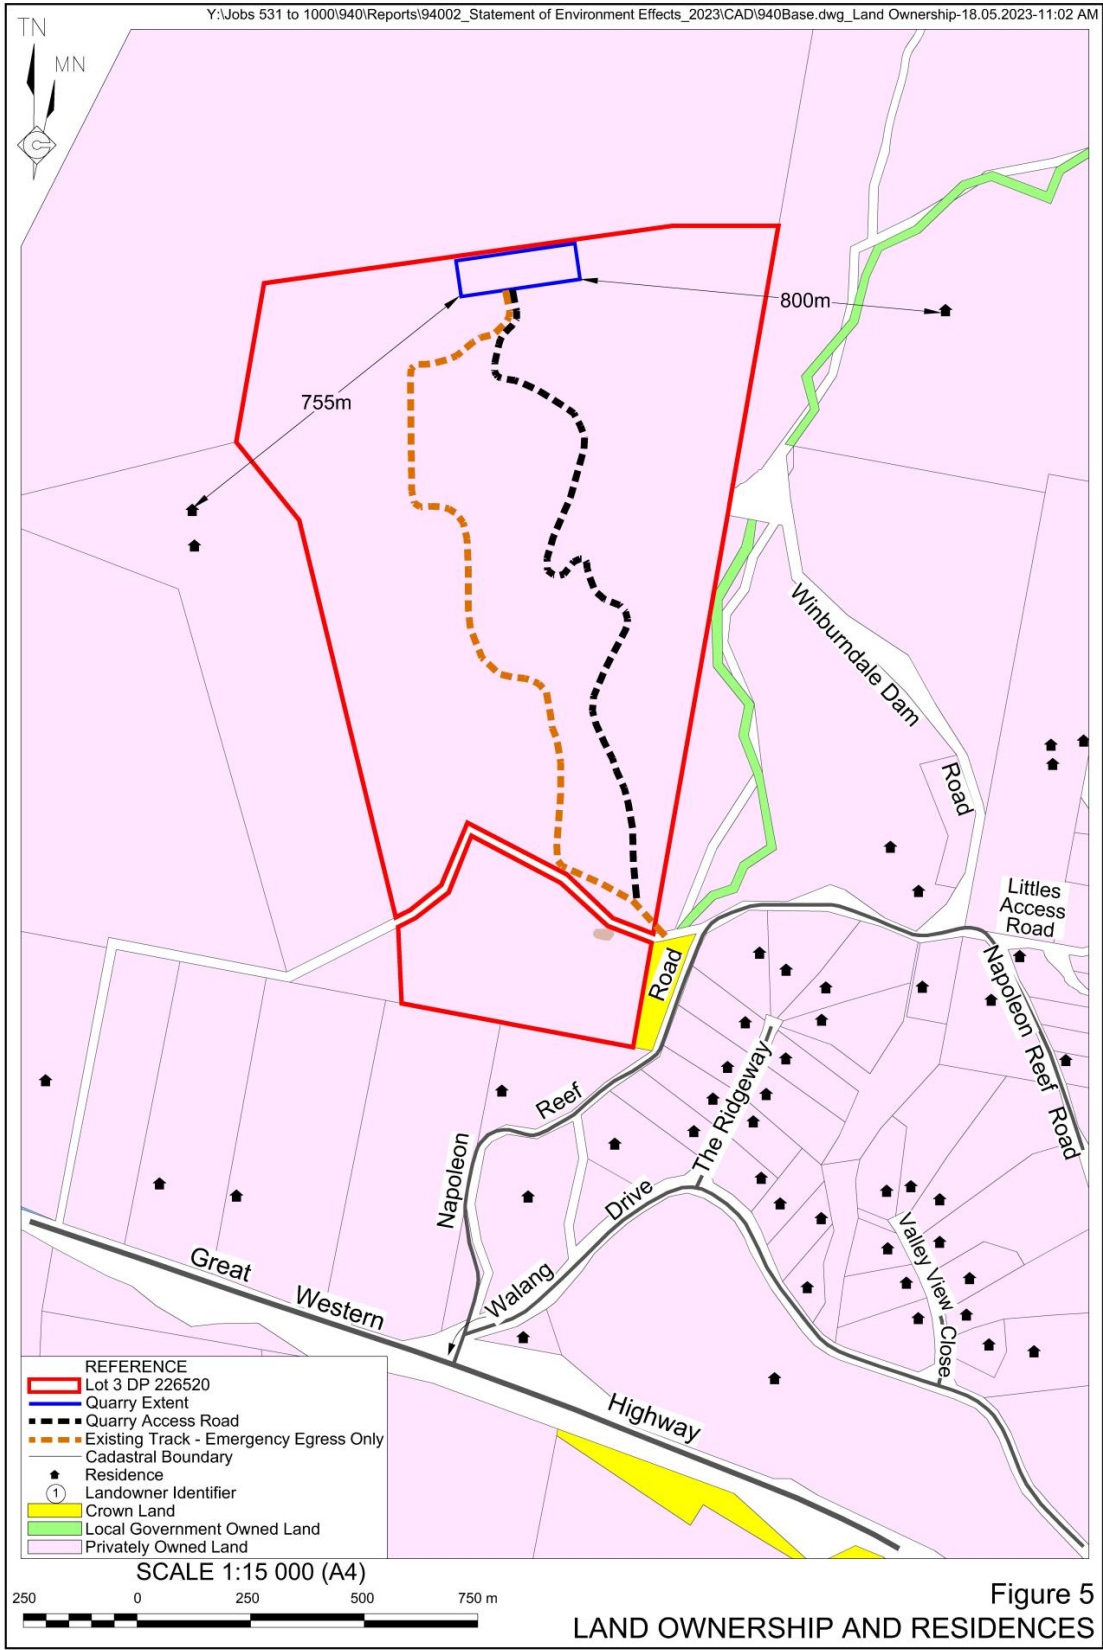 Y:\Jobs 531 to 1000\940\Reports\94002_Statement of Environment Effects_2023\CAD\940Base.dwg_Land Ownership-18.05.2023-11:02 AM
TN
MN
800m
755m
Winburndale Dam
Road
Littles
Access
Road
Road
Napoleon Reef Road
The Ridgeway
Reef
Napoleon
Drive
Walang
Valley View
Close
Great
Western
Highway
REFERENCE
Lot 3 DP 226520
Quarry Extent
Quarry Access Road
Existing Track - Emergency Egress Only
Cadastral Boundary
Residence
1 Landowner Identifier
Crown Land
Local Government Owned Land
Privately Owned Land
SCALE 1:15 000 (A4)
250 0 250 500 750 m
Figure 5
LAND OWNERSHIP AND RESIDENCES